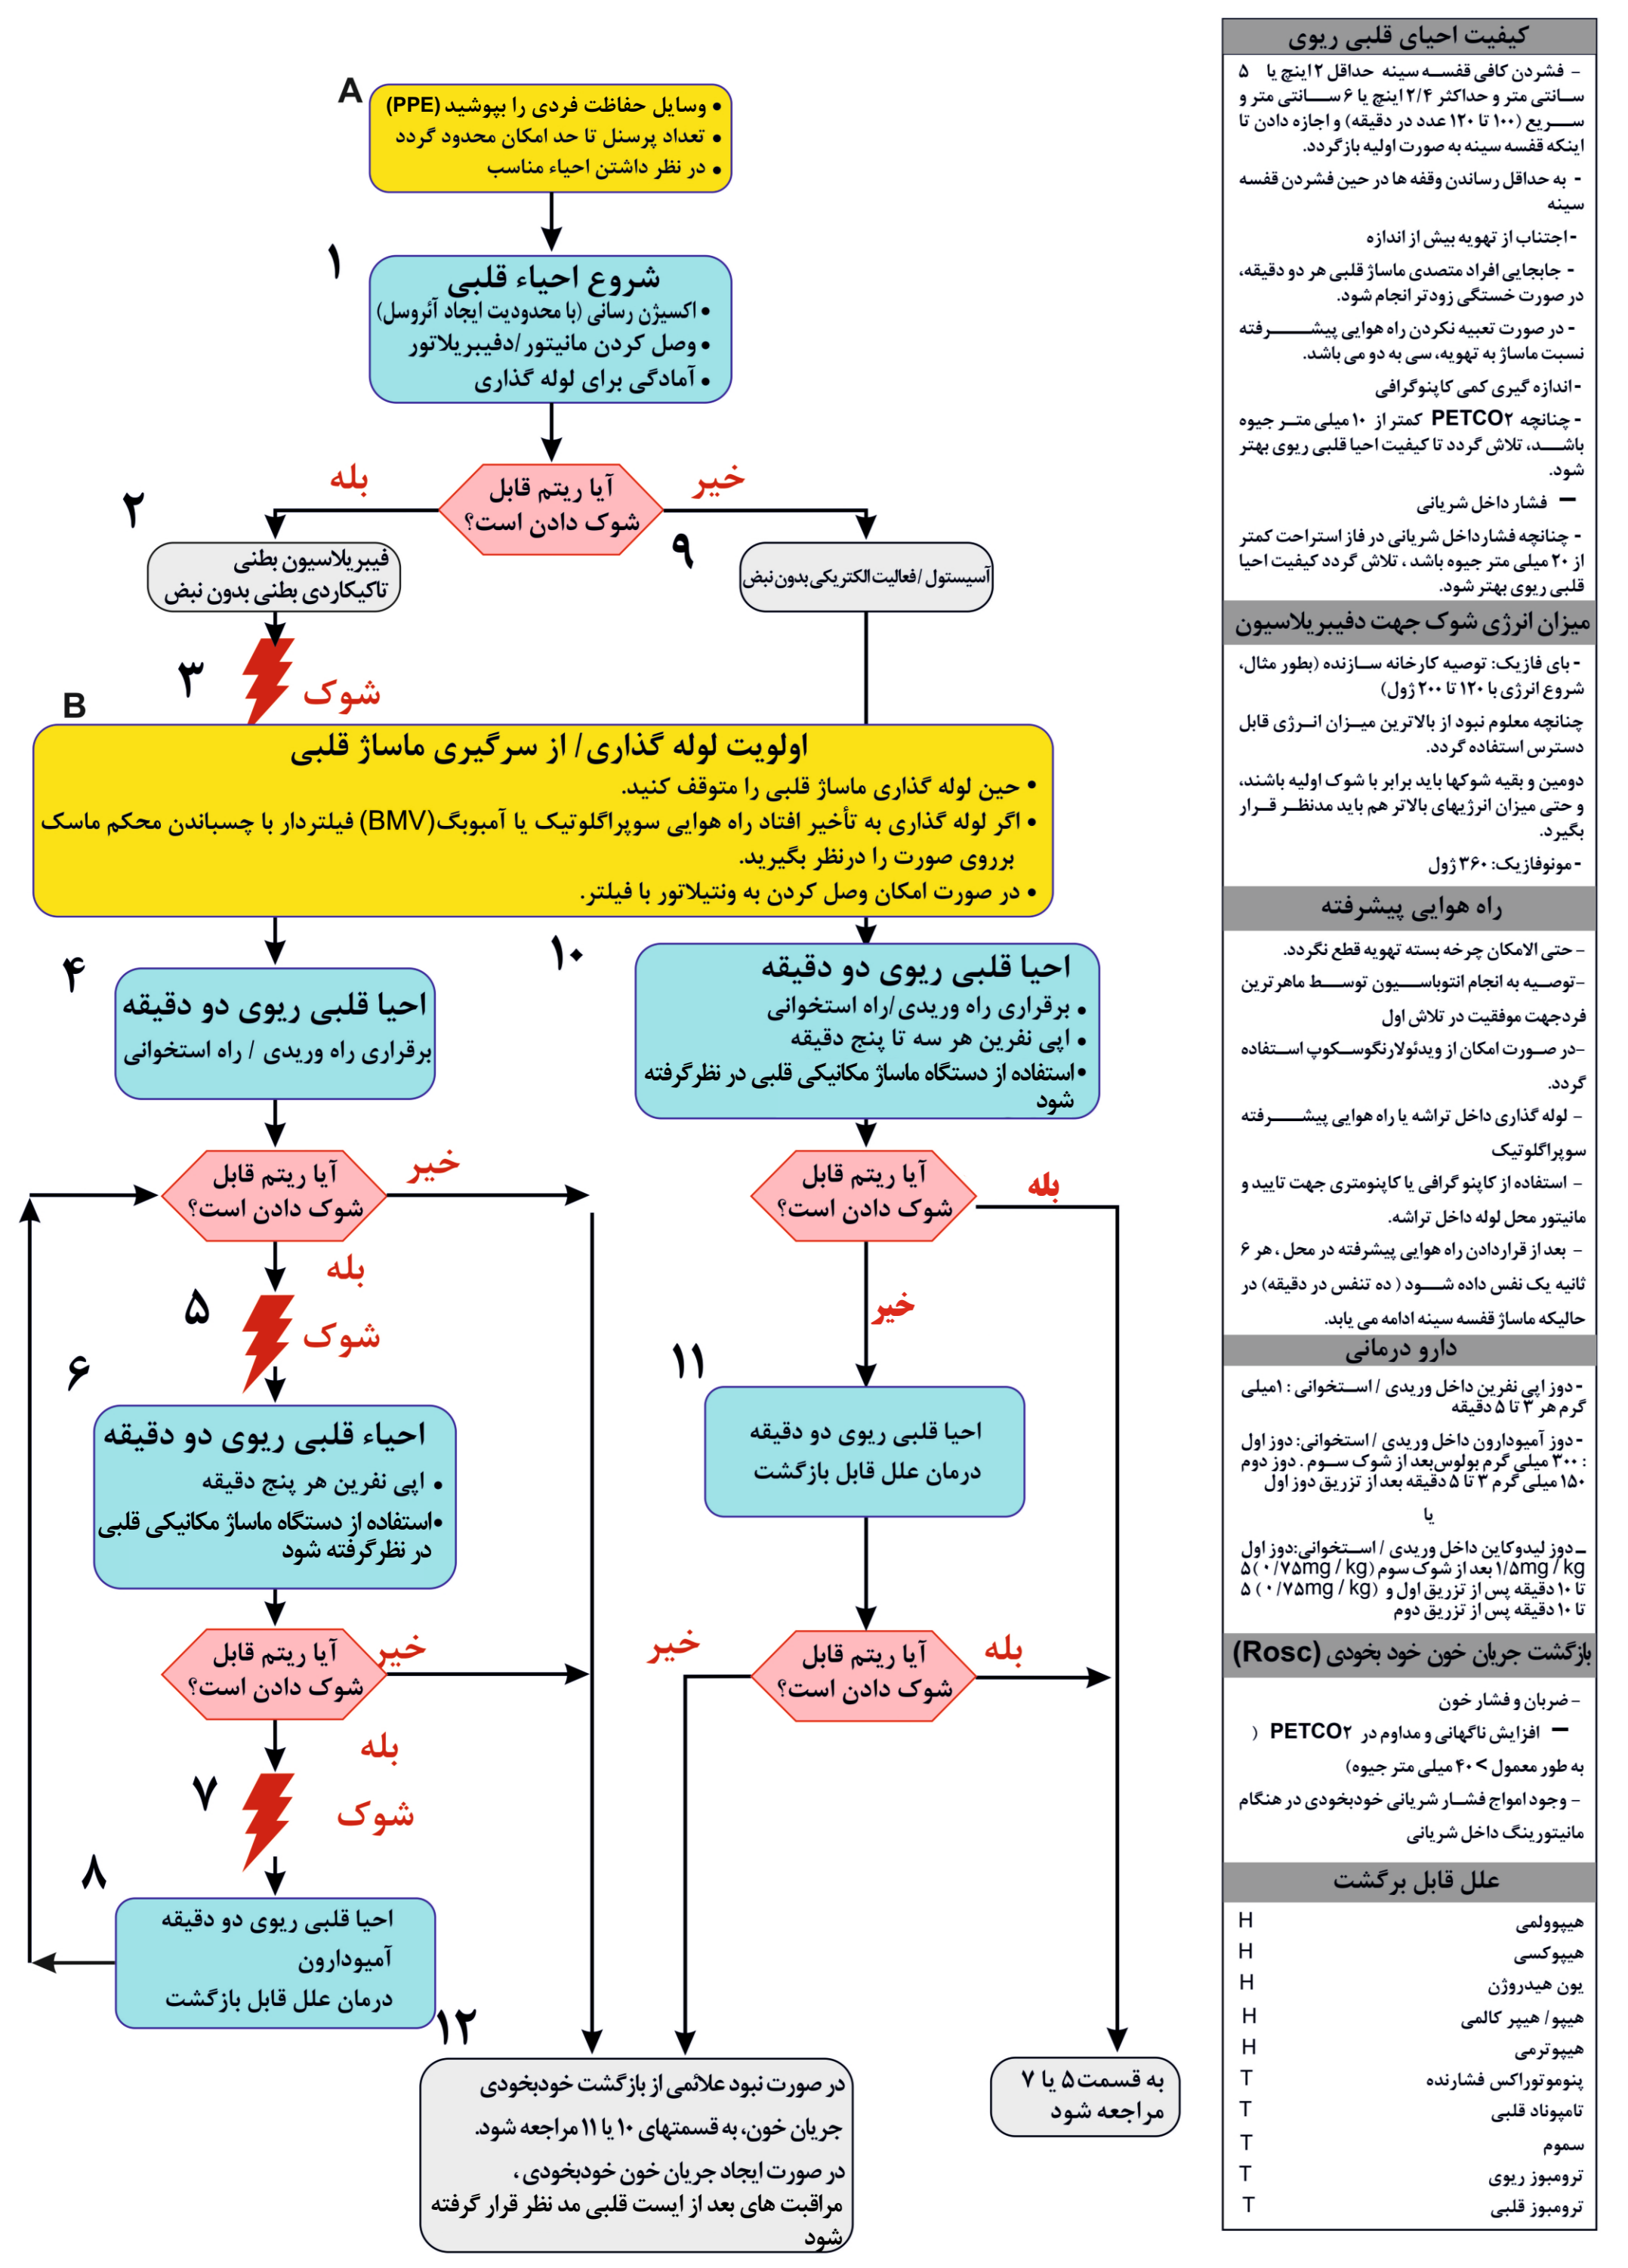 A
• وسایل حفاظت فردی را بپوشید (PPE)
• تعداد پرسنل تا حد امکان محدود گردد
• در نظر داشتن احیاء مناسب
۱
شروع احیاء قلبی
• اکسیژن رسانی (با محدودیت ایجاد آئروسل)
• وصل کردن مانیتور/دفیبریلاتور
• آمادگی برای لوله گذاری
آیا ریتم قابل
شوک دادن است؟
بله
خیر
۲
فیبریلاسیون بطنی
تاکیکاردی بطنی بدون نبض
۹
آسیستول/فعالیت الکتریکی بدون نبض
۳
شوک
B
اولویت لوله گذاری/ از سرگیری ماساژ قلبی
• حین لوله گذاری ماساژ قلبی را متوقف کنید.
• اگر لوله گذاری به تأخیر افتاد راه هوایی سوپراگلوتیک یا آمبوبگ(BMV) فیلتردار با چسباندن محکم ماسک
برروی صورت را درنظر بگیرید.
• در صورت امکان وصل کردن به ونتیلاتور با فیلتر.
۴
احیا قلبی ریوی دو دقیقه
برقراری راه وریدی / راه استخوانی
۱۰
احیا قلبی ریوی دو دقیقه
• برقراری راه وریدی/راه استخوانی
• اپی نفرین هر سه تا پنج دقیقه
•استفاده از دستگاه ماساژ مکانیکی قلبی در نظرگرفته
شود
آیا ریتم قابل
شوک دادن است؟
خیر
بله
۵
شوک
آیا ریتم قابل
شوک دادن است؟
بله
خیر
۶
احیاء قلبی ریوی دو دقیقه
• اپی نفرین هر پنج دقیقه
•استفاده از دستگاه ماساژ مکانیکی قلبی
در نظرگرفته شود
۱۱
احیا قلبی ریوی دو دقیقه
درمان علل قابل بازگشت
آیا ریتم قابل
شوک دادن است؟
خیر
بله
۷
شوک
آیا ریتم قابل
شوک دادن است؟
خیر
بله
۸
احیا قلبی ریوی دو دقیقه
آمیودارون
درمان علل قابل بازگشت
۱۲
در صورت نبود علائمی از بازگشت خودبخودی
جریان خون، به قسمتهای ۱۰ یا ۱۱ مراجعه شود.
در صورت ایجاد جریان خون خودبخودی ،
مراقبت های بعد از ایست قلبی مد نظر قرار گرفته
شود
به قسمت۵ یا ۷
مراجعه شود
کیفیت احیای قلبی ریوی
- فشردن کافی قفسه سینه حداقل ۲ اینچ یا ۵
سانتی متر و حداکثر ۲/۴ اینچ یا ۶ سانتی متر و
سریع (۱۰۰ تا ۱۲۰ عدد در دقیقه) و اجازه دادن تا
اینکه قفسه سینه به صورت اولیه بازگردد.
- به حداقل رساندن وقفه ها در حین فشردن قفسه
سینه
-اجتناب از تهویه بیش از اندازه
- جابجایی افراد متصدی ماساژ قلبی هر دو دقیقه،
در صورت خستگی زودتر انجام شود.
- در صورت تعبیه نکردن راه هوایی پیشرفته
نسبت ماساژ به تهویه، سی به دو می باشد.
-اندازه گیری کمی کاپنوگرافی
-چنانچه PETCO۲ کمتر از ۱۰ میلی متر جیوه
باشد، تلاش گردد تا کیفیت احیا قلبی ریوی بهتر
شود.
– فشار داخل شریانی
- چنانچه فشارداخل شریانی در فاز استراحت کمتر
از ۲۰ میلی متر جیوه باشد ، تلاش گردد کیفیت احیا
قلبی ریوی بهتر شود.
میزان انرژی شوک جهت دفیبریلاسیون
-بای فازیک: توصیه کارخانه سازنده (بطور مثال،
شروع انرژی با ۱۲۰ تا ۲۰۰ ژول)
چنانچه معلوم نبود از بالاترین میزان انرژی قابل
دسترس استفاده گردد.
دومین و بقیه شوکها باید برابر با شوک اولیه باشند،
و حتی میزان انرژیهای بالاتر هم باید مدنظر قرار
بگیرد.
-مونوفازیک: ۳۶۰ ژول
راه هوایی پیشرفته
- حتی الامکان چرخه بسته تهویه قطع نگردد.
-توصیه به انجام انتوباسیون توسط ماهرترین
فردجهت موفقیت در تلاش اول
-در صورت امکان از ویدئولارنگوسکوپ استفاده
گردد.
- لوله گذاری داخل تراشه یا راه هوایی پیشرفته
سوپراگلوتیک
- استفاده از کاپنو گرافی یا کاپنومتری جهت تایید و
مانیتور محل لوله داخل تراشه.
- بعد از قراردادن راه هوایی پیشرفته در محل ، هر ۶
ثانیه یک نفس داده شود ( ده تنفس در دقیقه) در
حالیکه ماساژ قفسه سینه ادامه می یابد.
دارو درمانی
-دوز اپی نفرین داخل وریدی / استخوانی : ۱میلی
گرم هر ۳ تا ۵ دقیقه
-دوز آمیودارون داخل وریدی / استخوانی: دوز اول
: ۳۰۰ میلی گرم بولوس‌بعد از شوک سوم . دوز دوم
۱۵۰ میلی گرم ۳ تا ۵ دقیقه بعد از تزریق دوز اول
یا
ـ دوز لیدوکاین داخل وریدی / استخوانی:دوز اول
۱/۵mg / kg بعد از شوک سوم (۰/۷۵mg / kg) ۵
تا ۱۰ دقیقه پس از تزریق اول و (۰/۷۵mg / kg) ۵
تا ۱۰ دقیقه پس از تزریق دوم
بازگشت جریان خون خود بخودی (Rosc)
- ضربان و فشار خون
– افزایش ناگهانی و مداوم در PETCO۲ (
به طور معمول > ۴۰ میلی متر جیوه)
- وجود امواج فشار شریانی خودبخودی در هنگام
مانیتورینگ داخل شریانی
علل قابل برگشت
هیپوولمی H
هیپوکسی H
یون هیدروژن H
هیپو/ هیپر کالمی H
هیپوترمی H
پنوموتوراکس فشارنده T
تامپوناد قلبی T
سموم T
ترومبوز ریوی T
ترومبوز قلبی T